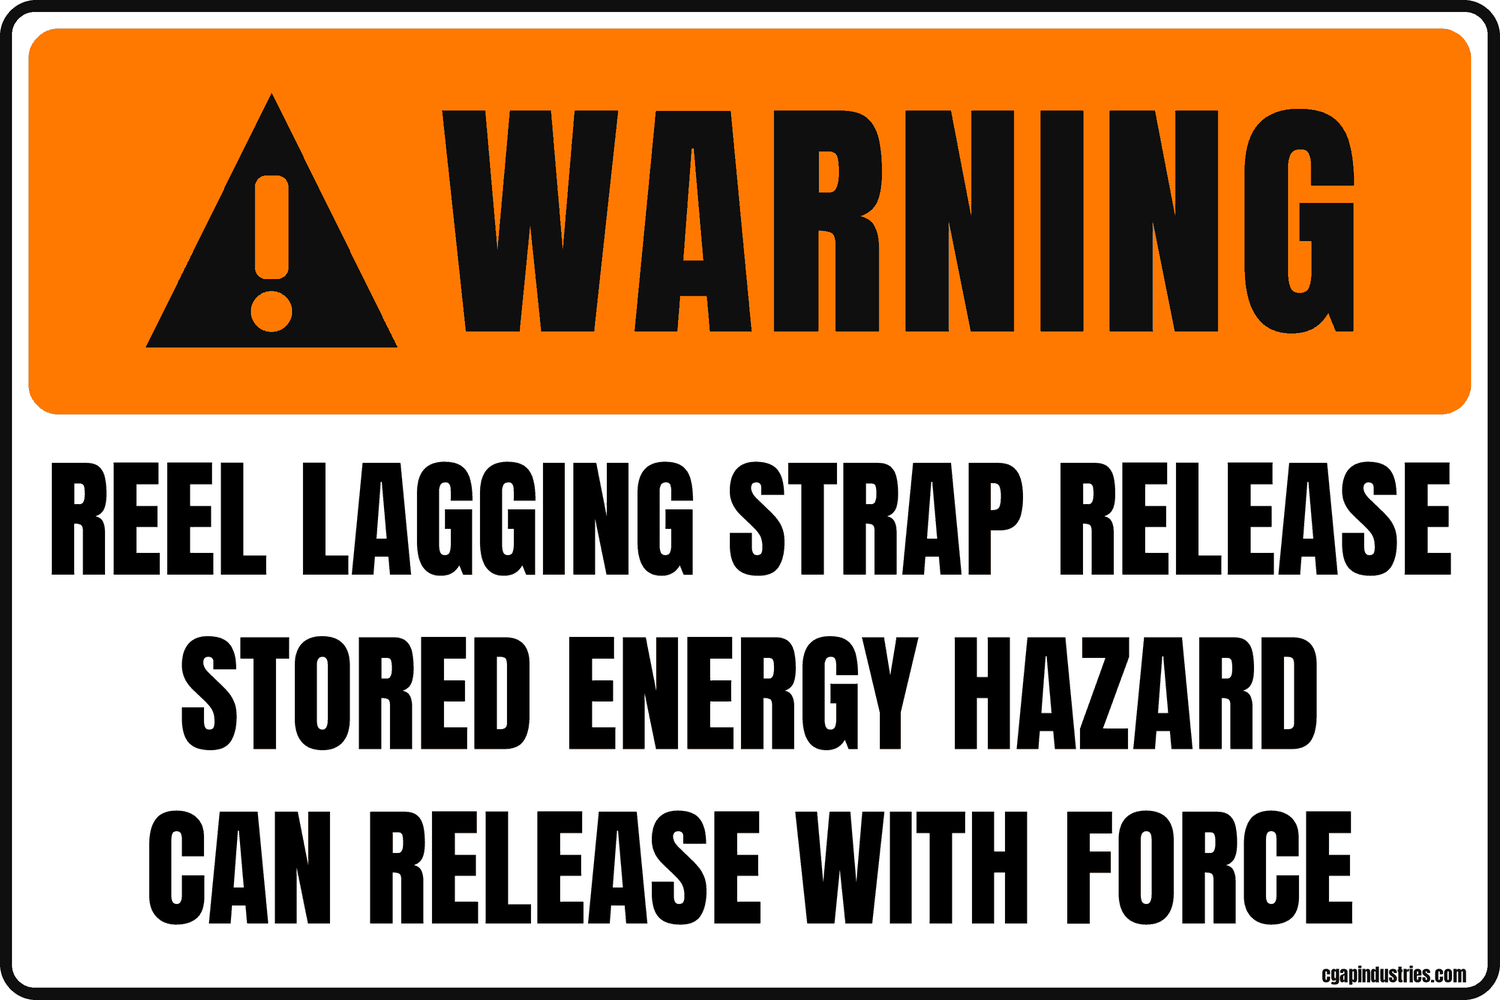 WARNING
REEL LAGGING STRAP RELEASE
STORED ENERGY HAZARD
CAN RELEASE WITH FORCE
cgapindustries.com